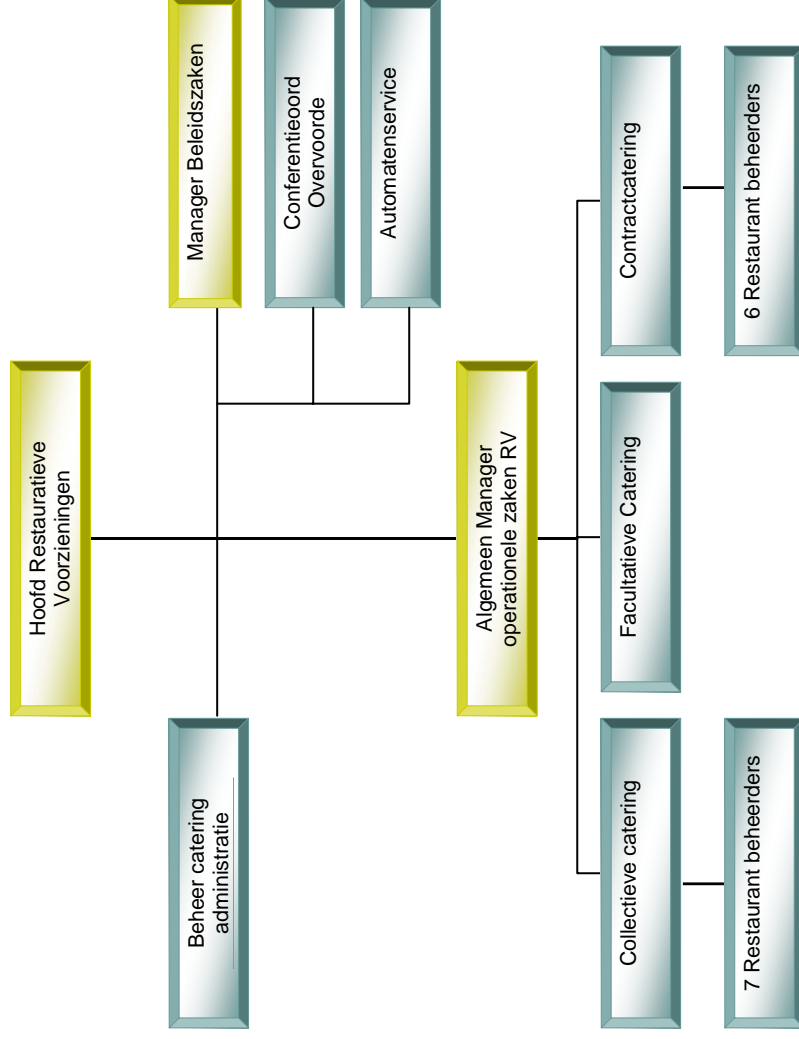 Hoofd Restauratieve
Voorzieningen
Beheer catering
administratie
Manager Beleidszaken
Conferentieoord
Overvoorde
Automatenservice
Algemeen Manager
operationele zaken RV
Collectieve catering
Facultatieve Catering
Contractcatering
7 Restaurant beheerders
6 Restaurant beheerders